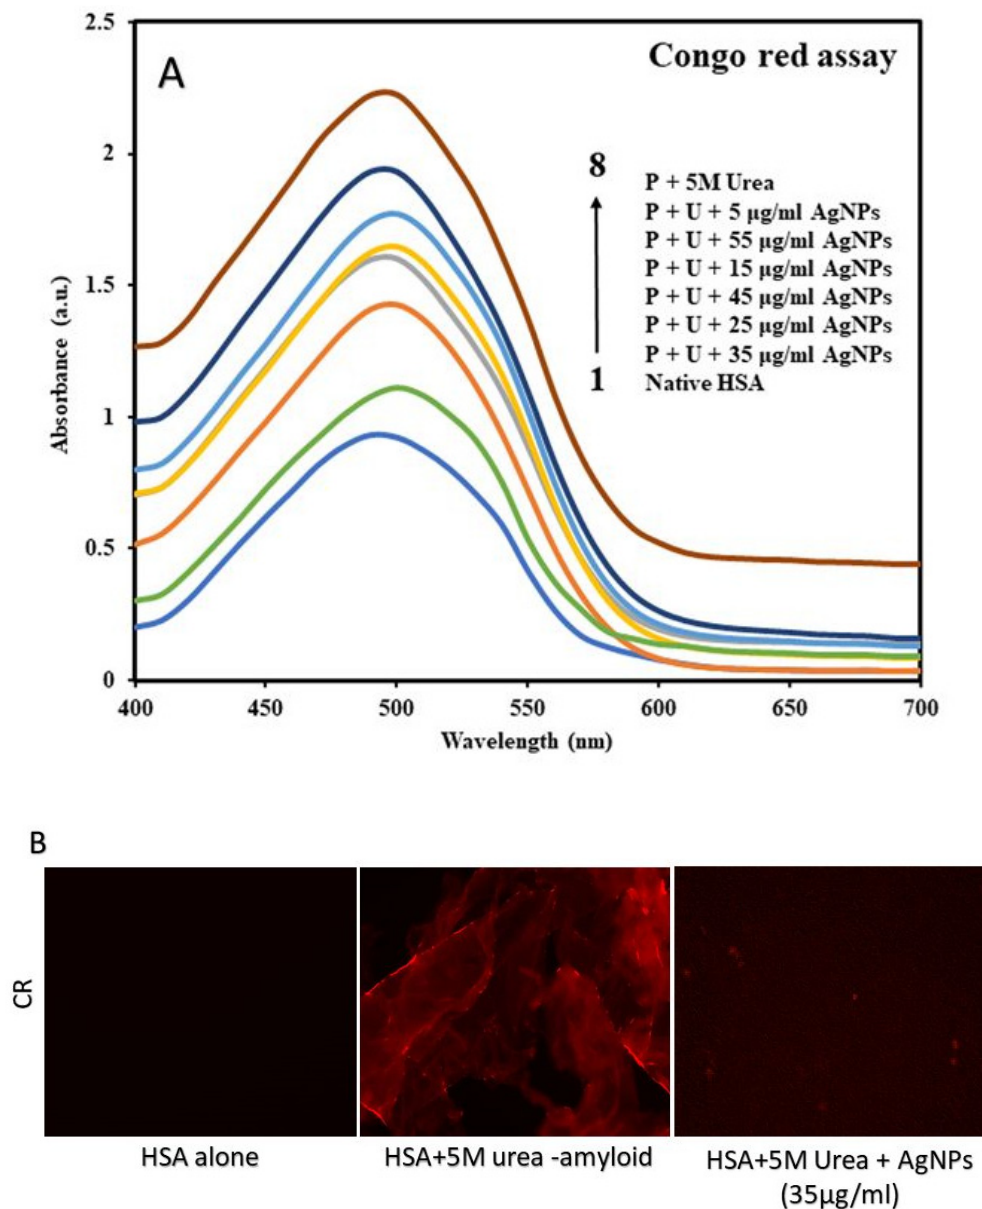 A
Congo red assay
8
P + 5M Urea
P + U + 5 µg/ml AgNPs
P + U + 55 µg/ml AgNPs
P + U + 15 µg/ml AgNPs
P + U + 45 µg/ml AgNPs
P + U + 25 µg/ml AgNPs
P + U + 35 µg/ml AgNPs
1
Native HSA
Absorbance (a.u.)
2.5
2
1.5
1
0.5
0
400 450 500 550 600 650 700
Wavelength (nm)
B
CR
HSA alone
HSA+5M urea -amyloid
HSA+5M Urea + AgNPs
(35µg/ml)